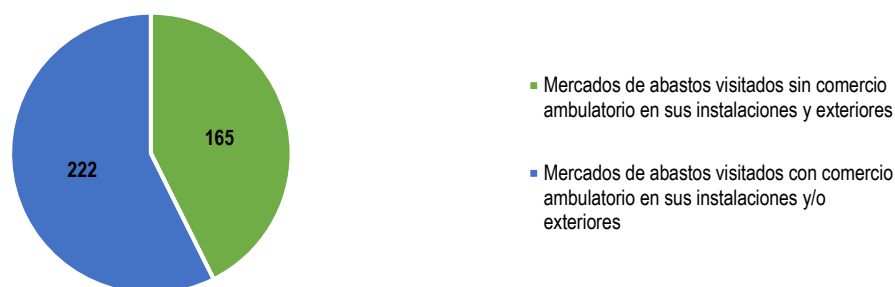 165
222
Mercados de abastos visitados sin comercio
ambulatorio en sus instalaciones y exteriores
Mercados de abastos visitados con comercio
ambulatorio en sus instalaciones y/o
exteriores